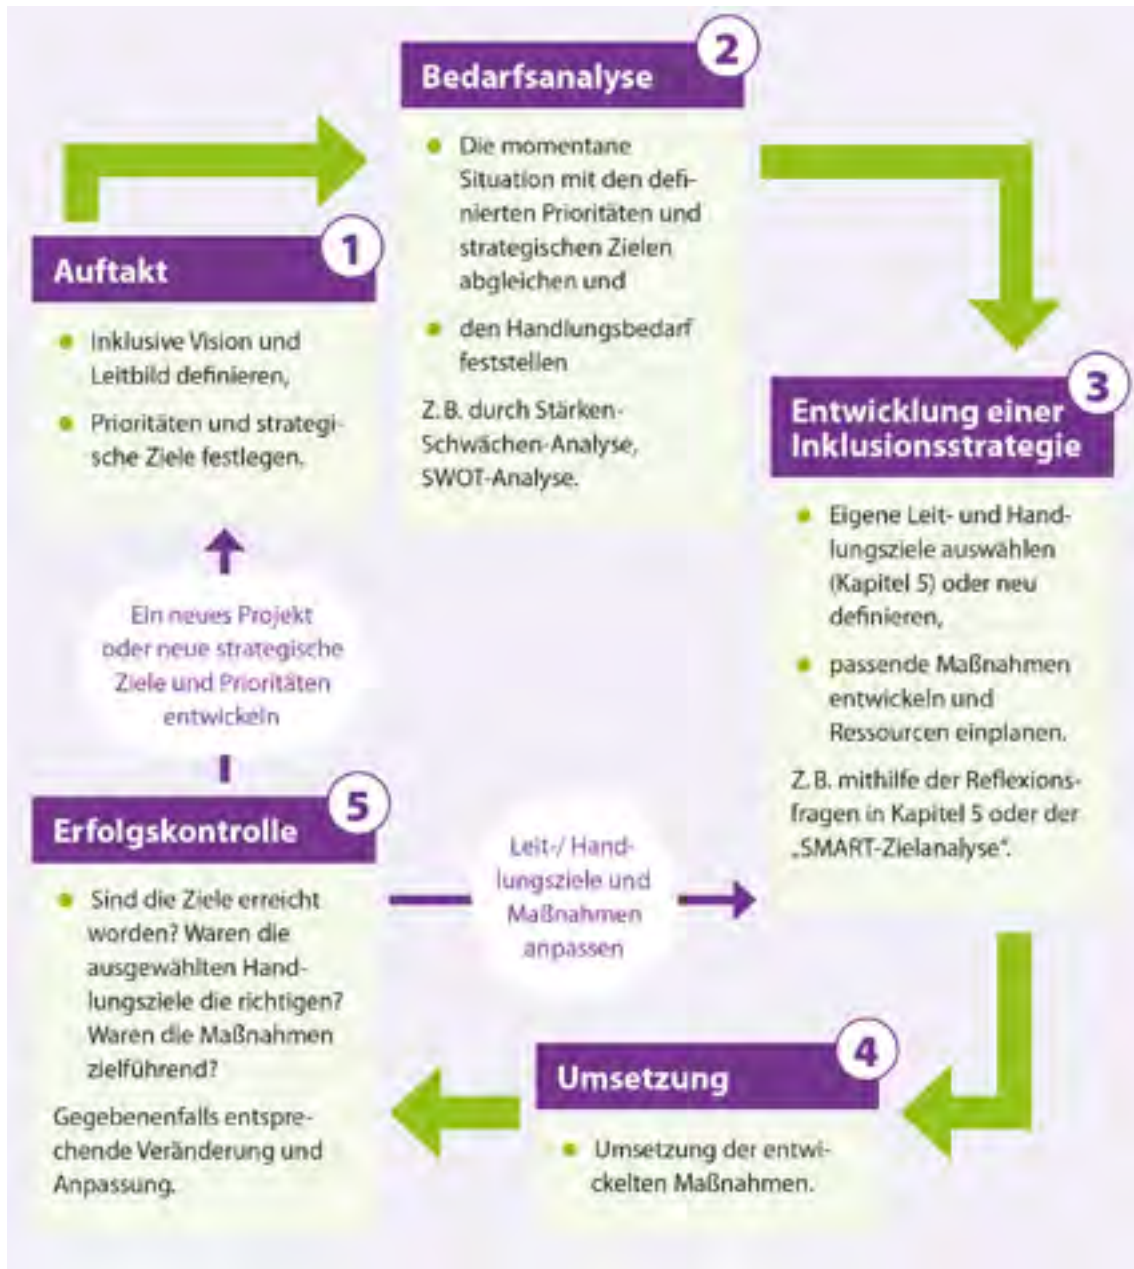 1
Auftakt
Inklusive Vision und
Leitbild definieren,
Prioritäten und strategi-
sche Ziele festlegen.
2
Bedarfsanalyse
Die momentane
Situation mit den defi-
nierten Prioritäten und
strategischen Zielen
abgleichen und
den Handlungsbedarf
feststellen
Z. B. durch Stärken-
Schwächen-Analyse,
SWOT-Analyse.
3
Entwicklung einer
Inklusionsstrategie
Eigene Leit- und Hand-
lungsziele auswählen
(Kapitel 5) oder neu
definieren,
passende Maßnahmen
entwickeln und
Ressourcen einplanen.
Z. B. mithilfe der Reflexions-
fragen in Kapitel 5 oder der
„SMART-Zielanalyse“.
4
Umsetzung
Umsetzung der entwi-
ckelten Maßnahmen.
5
Erfolgskontrolle
Sind die Ziele erreicht
worden? Waren die
ausgewählten Hand-
lungsziele die richtigen?
Waren die Maßnahmen
zielführend?
Gegebenenfalls entspre-
chende Veränderung und
Anpassung.
Ein neues Projekt
oder neue strategische
Ziele und Prioritäten
entwickeln
Leit-/ Hand-
lungsziele und
Maßnahmen
anpassen